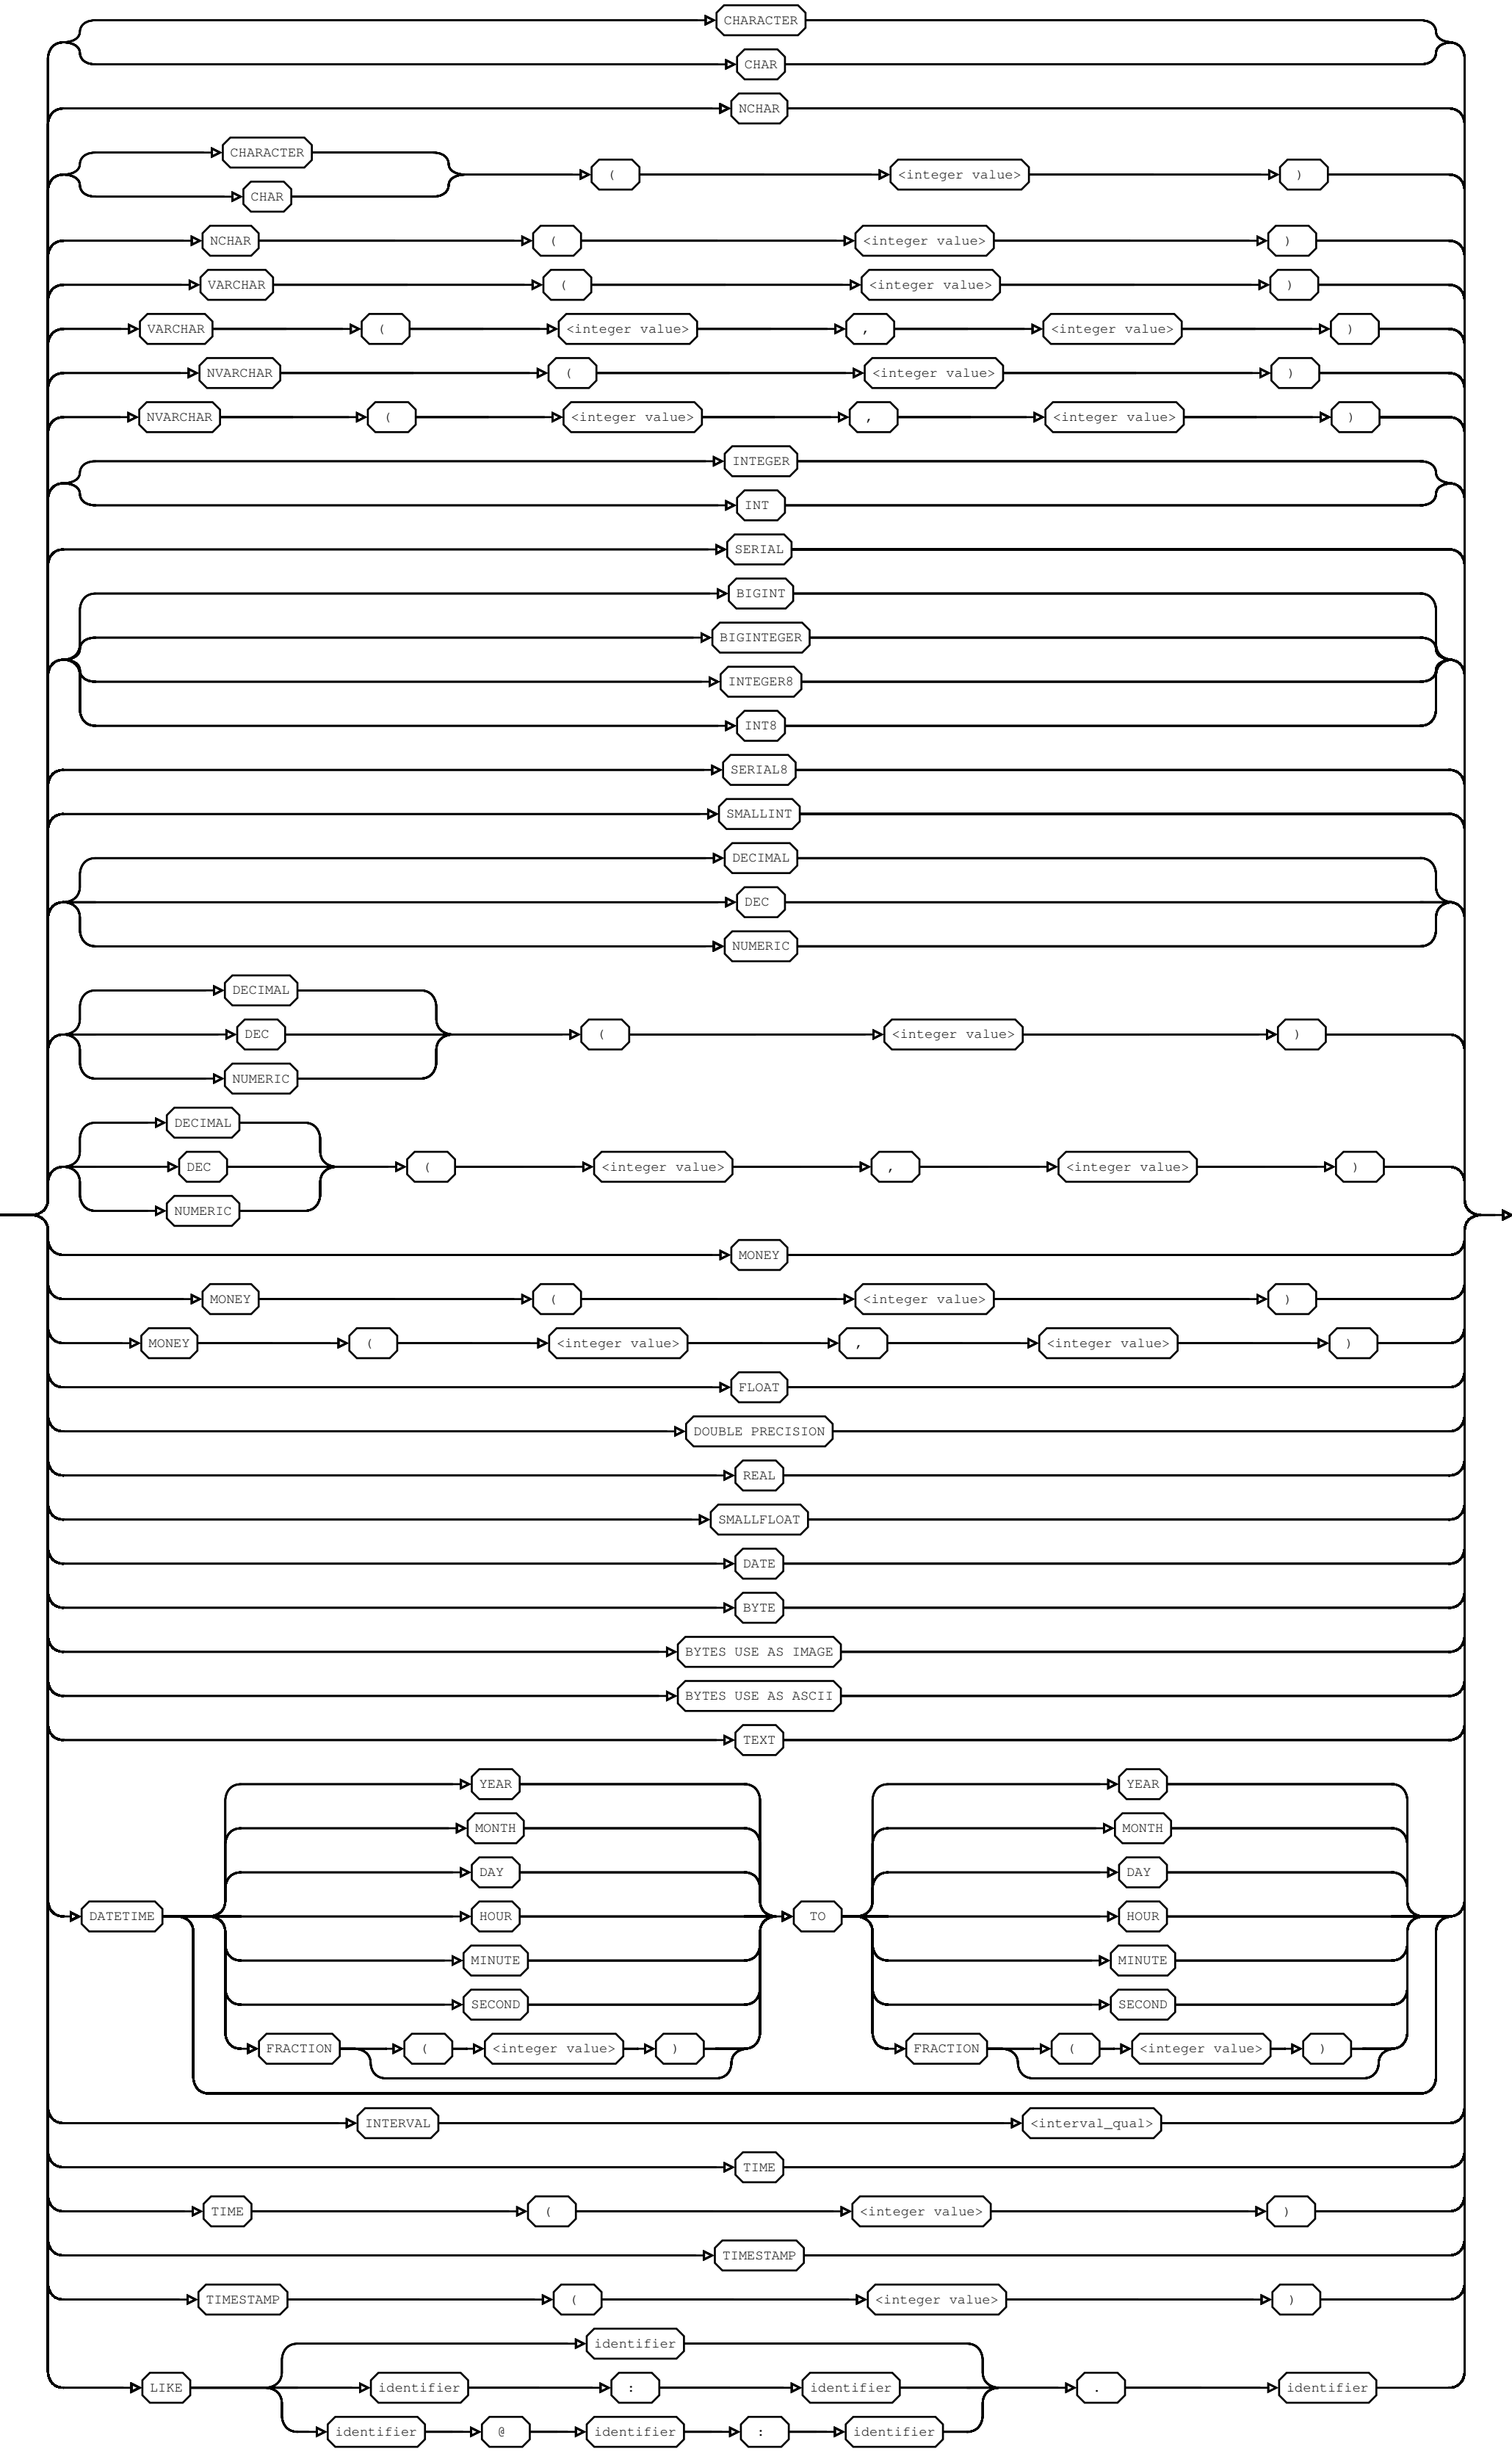 CHARACTER
CHAR
NCHAR
CHARACTER
( <integer value> )
CHAR
NCHAR ( <integer value> )
VARCHAR ( <integer value> )
VARCHAR ( <integer value> , <integer value> )
NVARCHAR ( <integer value> )
NVARCHAR ( <integer value> , <integer value> )
INTEGER
INT
SERIAL
BIGINT
BIGINTEGER
INTEGER8
INT8
SERIAL8
SMALLINT
DECIMAL
DEC
NUMERIC
DECIMAL
DEC ( <integer value> )
NUMERIC
DECIMAL
DEC ( <integer value> , <integer value> )
NUMERIC
MONEY
MONEY ( <integer value> )
MONEY ( <integer value> , <integer value> )
FLOAT
DOUBLE PRECISION
REAL
SMALLFLOAT
DATE
BYTE
BYTES USE AS IMAGE
BYTES USE AS ASCII
TEXT
YEAR YEAR
MONTH MONTH
DAY DAY
DATETIME HOUR TO HOUR
MINUTE MINUTE
SECOND SECOND
FRACTION ( <integer value> ) FRACTION ( <integer value> )
INTERVAL <interval_qual>
TIME
TIME ( <integer value> )
TIMESTAMP
TIMESTAMP ( <integer value> )
identifier
LIKE identifier : identifier . identifier
identifier @ identifier : identifier